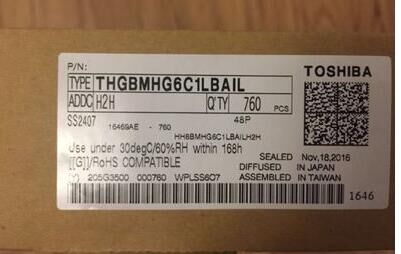 P/N:
TOSHIBA
TYPE THGBMHG6C1LBAIL
ADDC H2H Q'TY 760 PCS
SS2407 48P
16469AE - 760
HH8BMHG6C1LBAILH2H
Use under 30degC/60%RH within 168h
[[G]]/RoHS COMPATIBLE
SEALED Nov,18,2016
DIFFUSED IN JAPAN
ASSEMBLED IN TAIWAN
(Y) 205G3500 000760 WPLSS6O7
1646